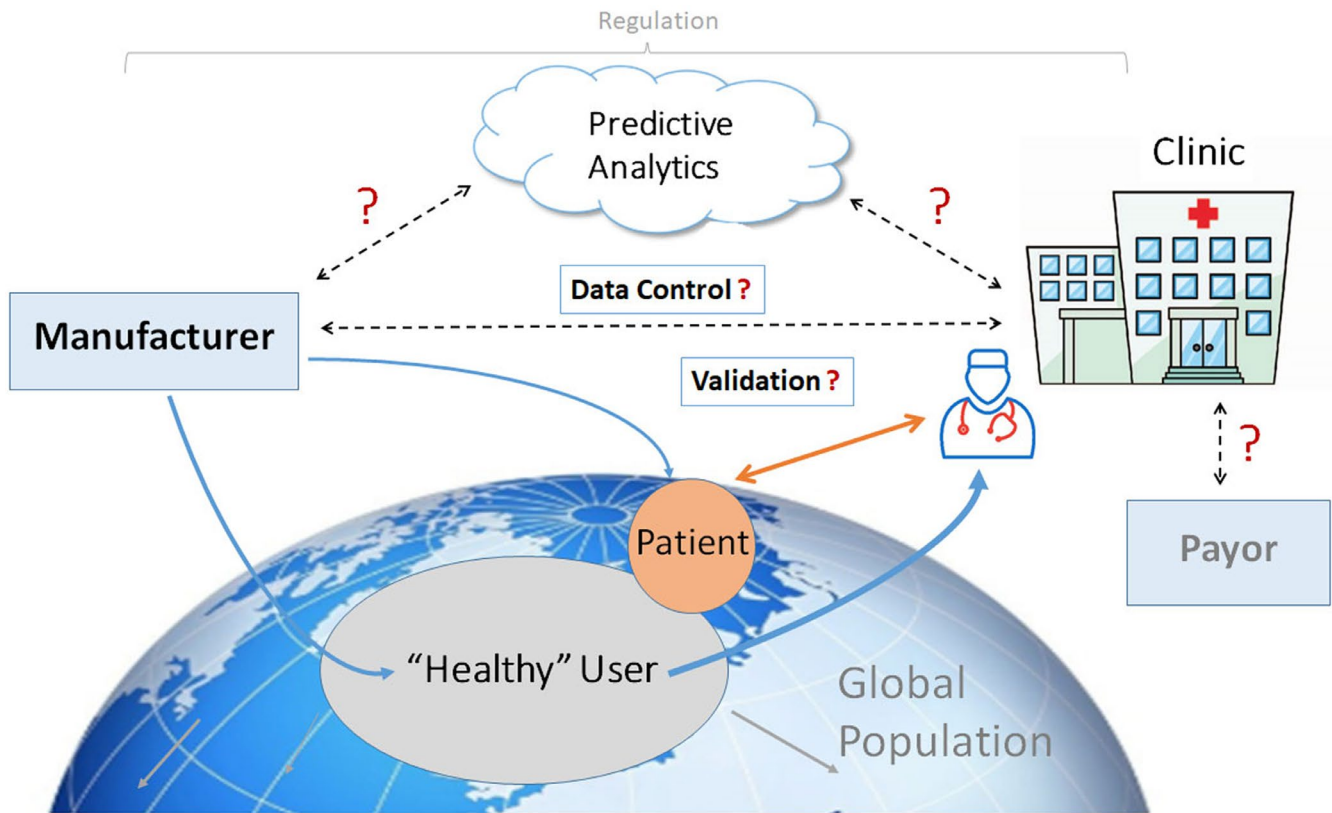 Regulation
Predictive
Analytics
Clinic
?
?
Data Control ?
Manufacturer
Validation ?
?
Patient
Payor
“Healthy” User
Global
Population